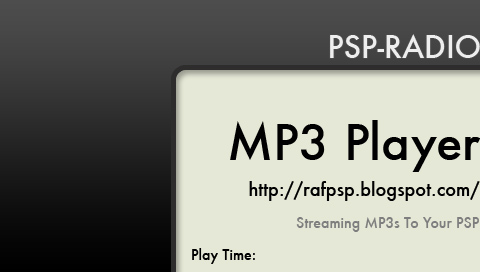 PSP-RADIO
MP3 Player
http://rafpsp.blogspot.com/
Streaming MP3s To Your PSP
Play Time: